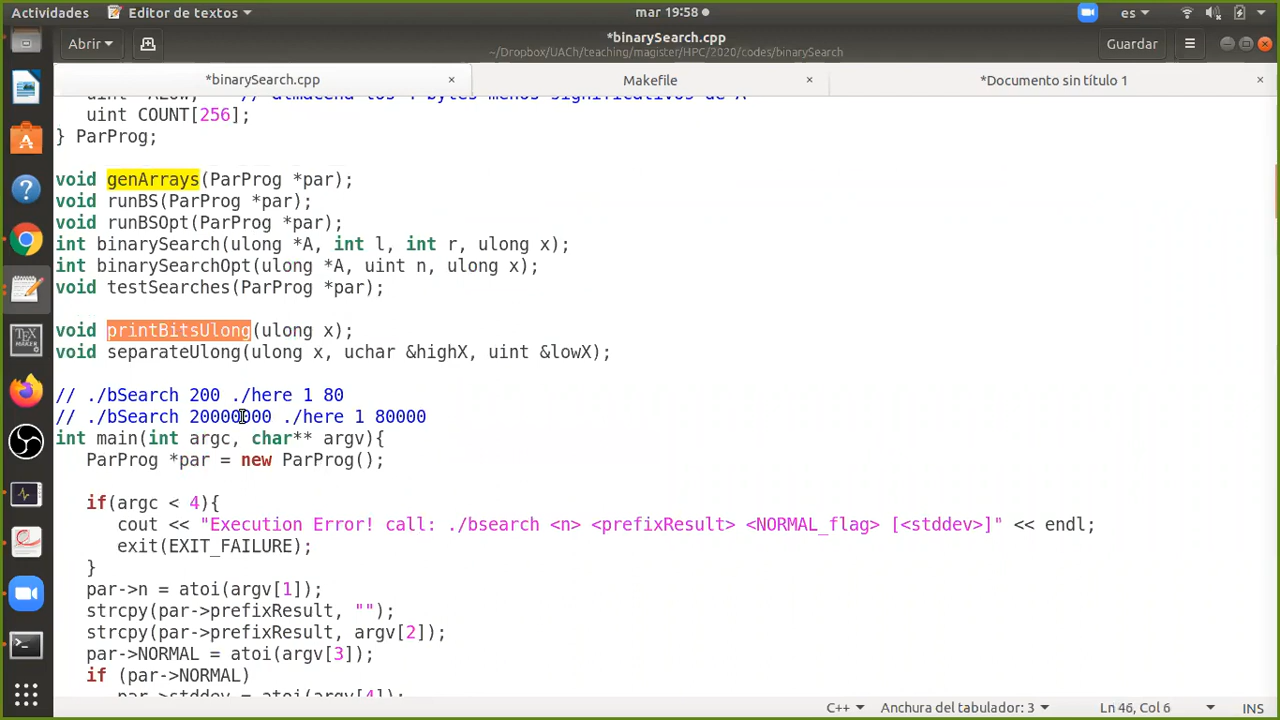 Actividades
Editor de textos
mar 19:58
es
Abrir
*binarySearch.cpp
~/Dropbox/UACh/teaching/magister/HPC/2020/codes/binarySearch
Guardar
*binarySearch.cpp
Makefile
*Documento sin título 1
uint COUNT[256];
} ParProg;
void genArrays(ParProg *par);
void runBS(ParProg *par);
void runBSOpt(ParProg *par);
int binarySearch(ulong *A, int l, int r, ulong x);
int binarySearchOpt(ulong *A, uint n, ulong x);
void testSearches(ParProg *par);
void printBitsUlong(ulong x);
void separateUlong(ulong x, uchar &highX, uint &lowX);
// ./bSearch 200 ./here 1 80
// ./bSearch 20000000 ./here 1 80000
int main(int argc, char** argv){
ParProg *par = new ParProg();
if(argc < 4){
cout << "Execution Error! call: ./bsearch <n> <prefixResult> <NORMAL_flag> [<stddev>]" << endl;
exit(EXIT_FAILURE);
}
par->n = atoi(argv[1]);
strcpy(par->prefixResult, "");
strcpy(par->prefixResult, argv[2]);
par->NORMAL = atoi(argv[3]);
if (par->NORMAL)
par->stddev = atoi(argv[4]);
C++
Anchura del tabulador: 3
Ln 46, Col 6
INS